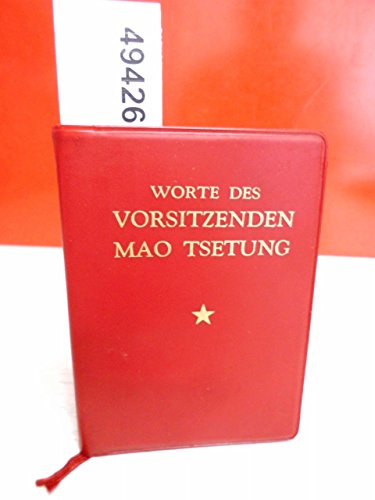 49426
WORTE DES
VORSITZENDEN
MAO TSETUNG